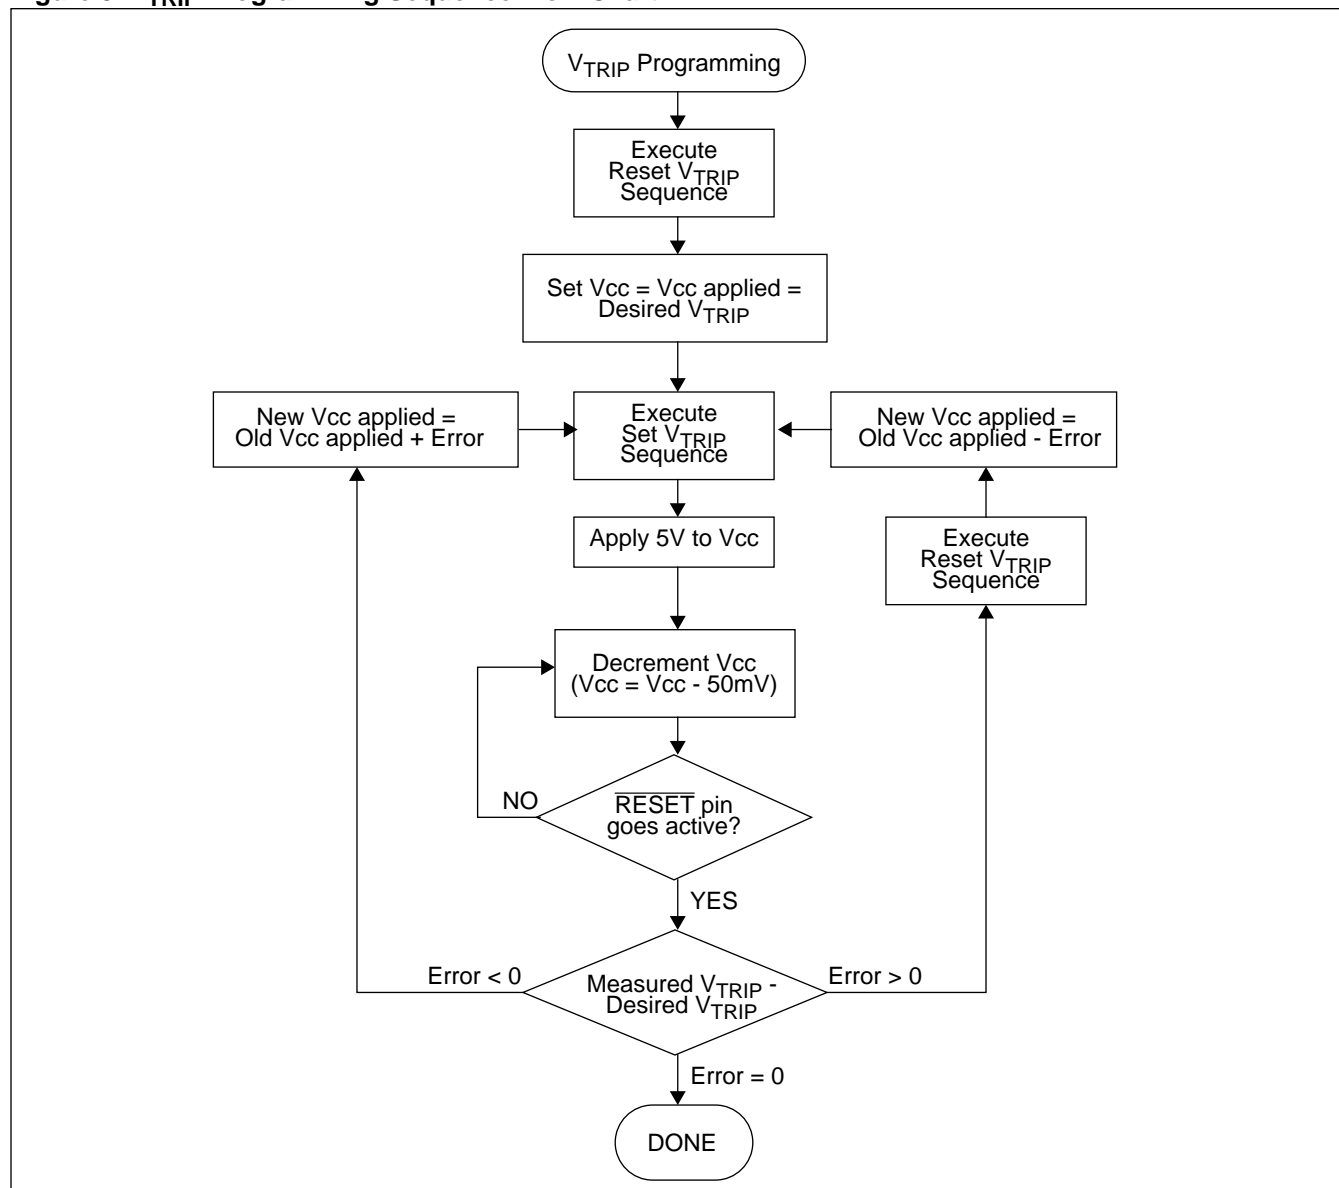 VTRIP Programming
Execute
Reset VTRIP
Sequence
Set Vcc = Vcc applied =
Desired VTRIP
New Vcc applied =
Old Vcc applied + Error
Execute
Set VTRIP
Sequence
New Vcc applied =
Old Vcc applied - Error
Apply 5V to Vcc
Execute
Reset VTRIP
Sequence
Decrement Vcc
(Vcc = Vcc - 50mV)
NO
RESET pin
goes active?
YES
Error < 0
Measured VTRIP -
Desired VTRIP
Error > 0
Error = 0
DONE